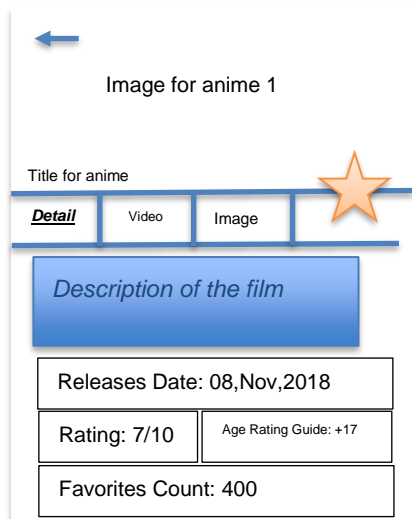 Image for anime 1
Title for anime
Detail
Video
Image
Description of the film
Releases Date: 08,Nov,2018
Rating: 7/10
Age Rating Guide: +17
Favorites Count: 400